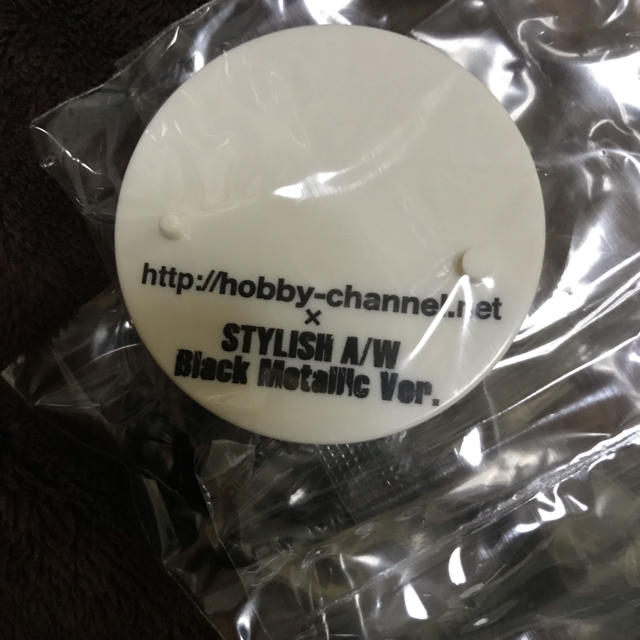 http://hobby-channel.net
×
STYLISH A/W
Black Metallic Ver.